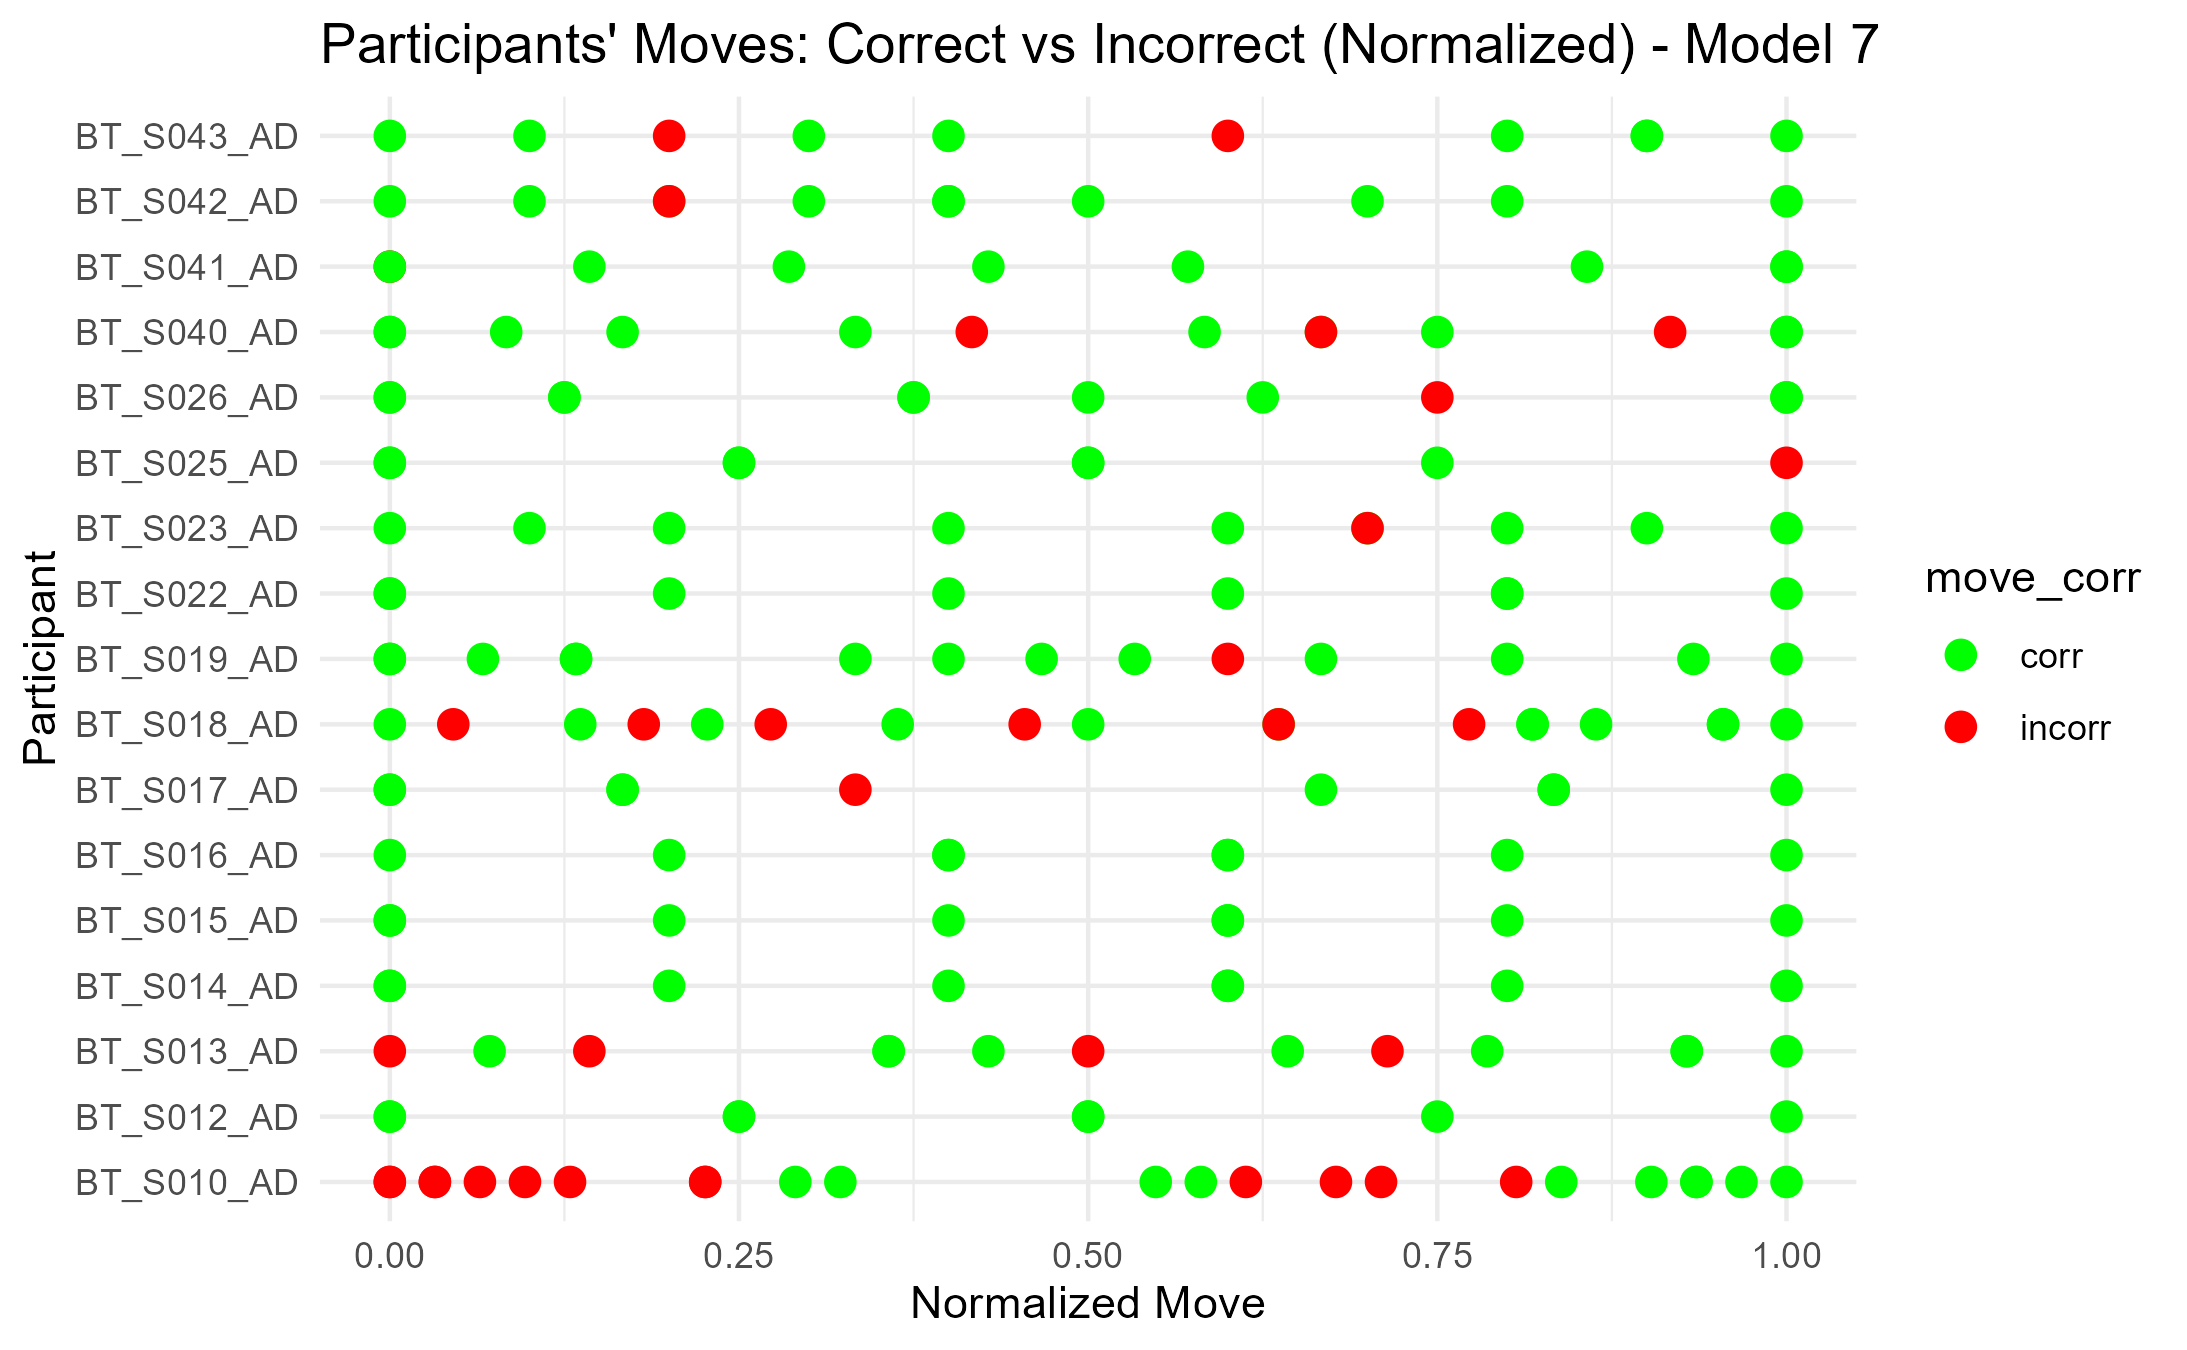 Participants' Moves: Correct vs Incorrect (Normalized) - Model 7
Participant
BT_S043_AD
BT_S042_AD
BT_S041_AD
BT_S040_AD
BT_S026_AD
BT_S025_AD
BT_S023_AD
BT_S022_AD
BT_S019_AD
BT_S018_AD
BT_S017_AD
BT_S016_AD
BT_S015_AD
BT_S014_AD
BT_S013_AD
BT_S012_AD
BT_S010_AD
0.00 0.25 0.50 0.75 1.00
Normalized Move
move_corr
corr
incorr